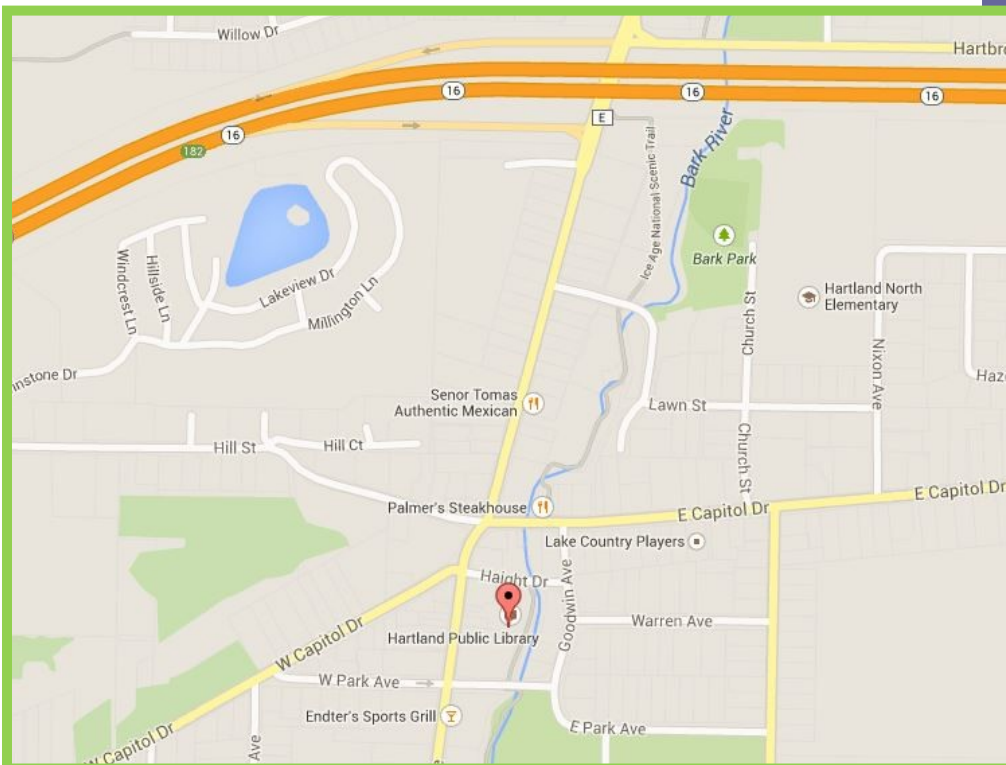 Willow Dr
Hartbro
16
16
16
16
E
182
Bark River
Ice Age National Scenic Trail
Bark Park
Windcrest Ln
Hillside Ln
Lakeview Dr
Millington Ln
Church St
Hartland North
Elementary
Nixon Ave
nnstone Dr
Haz
Senor Tomas
Authentic Mexican
Lawn St
Hill St
Hill Ct
Church St
E Capitol Dr
Palmer's Steakhouse
E Capitol Dr
Lake Country Players
Haight Dr
Goodwin Ave
Warren Ave
Hartland Public Library
W Capitol Dr
W Park Ave
Endter's Sports Grill
E Park Ave
W Capitol Dr
Ave